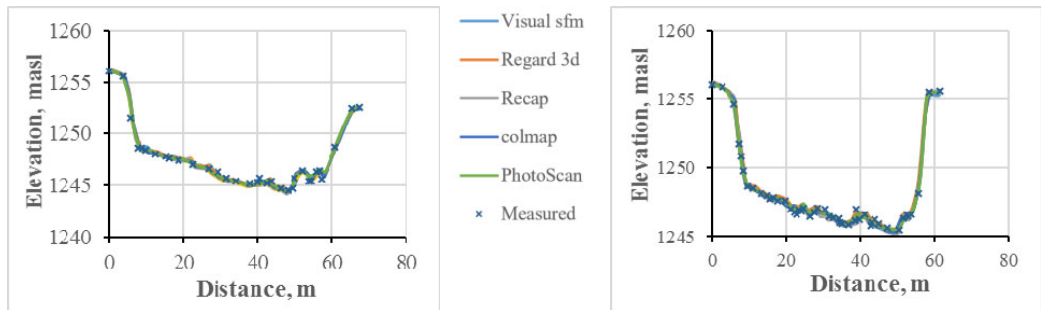 1260
1255
1250
1245
1240
Elevation, masl
0 20 40 60 80
Distance, m
Visual sfm
Regard 3d
Recap
colmap
PhotoScan
Measured
1260
1255
1250
1245
Elevation, masl
0 20 40 60 80
Distance, m